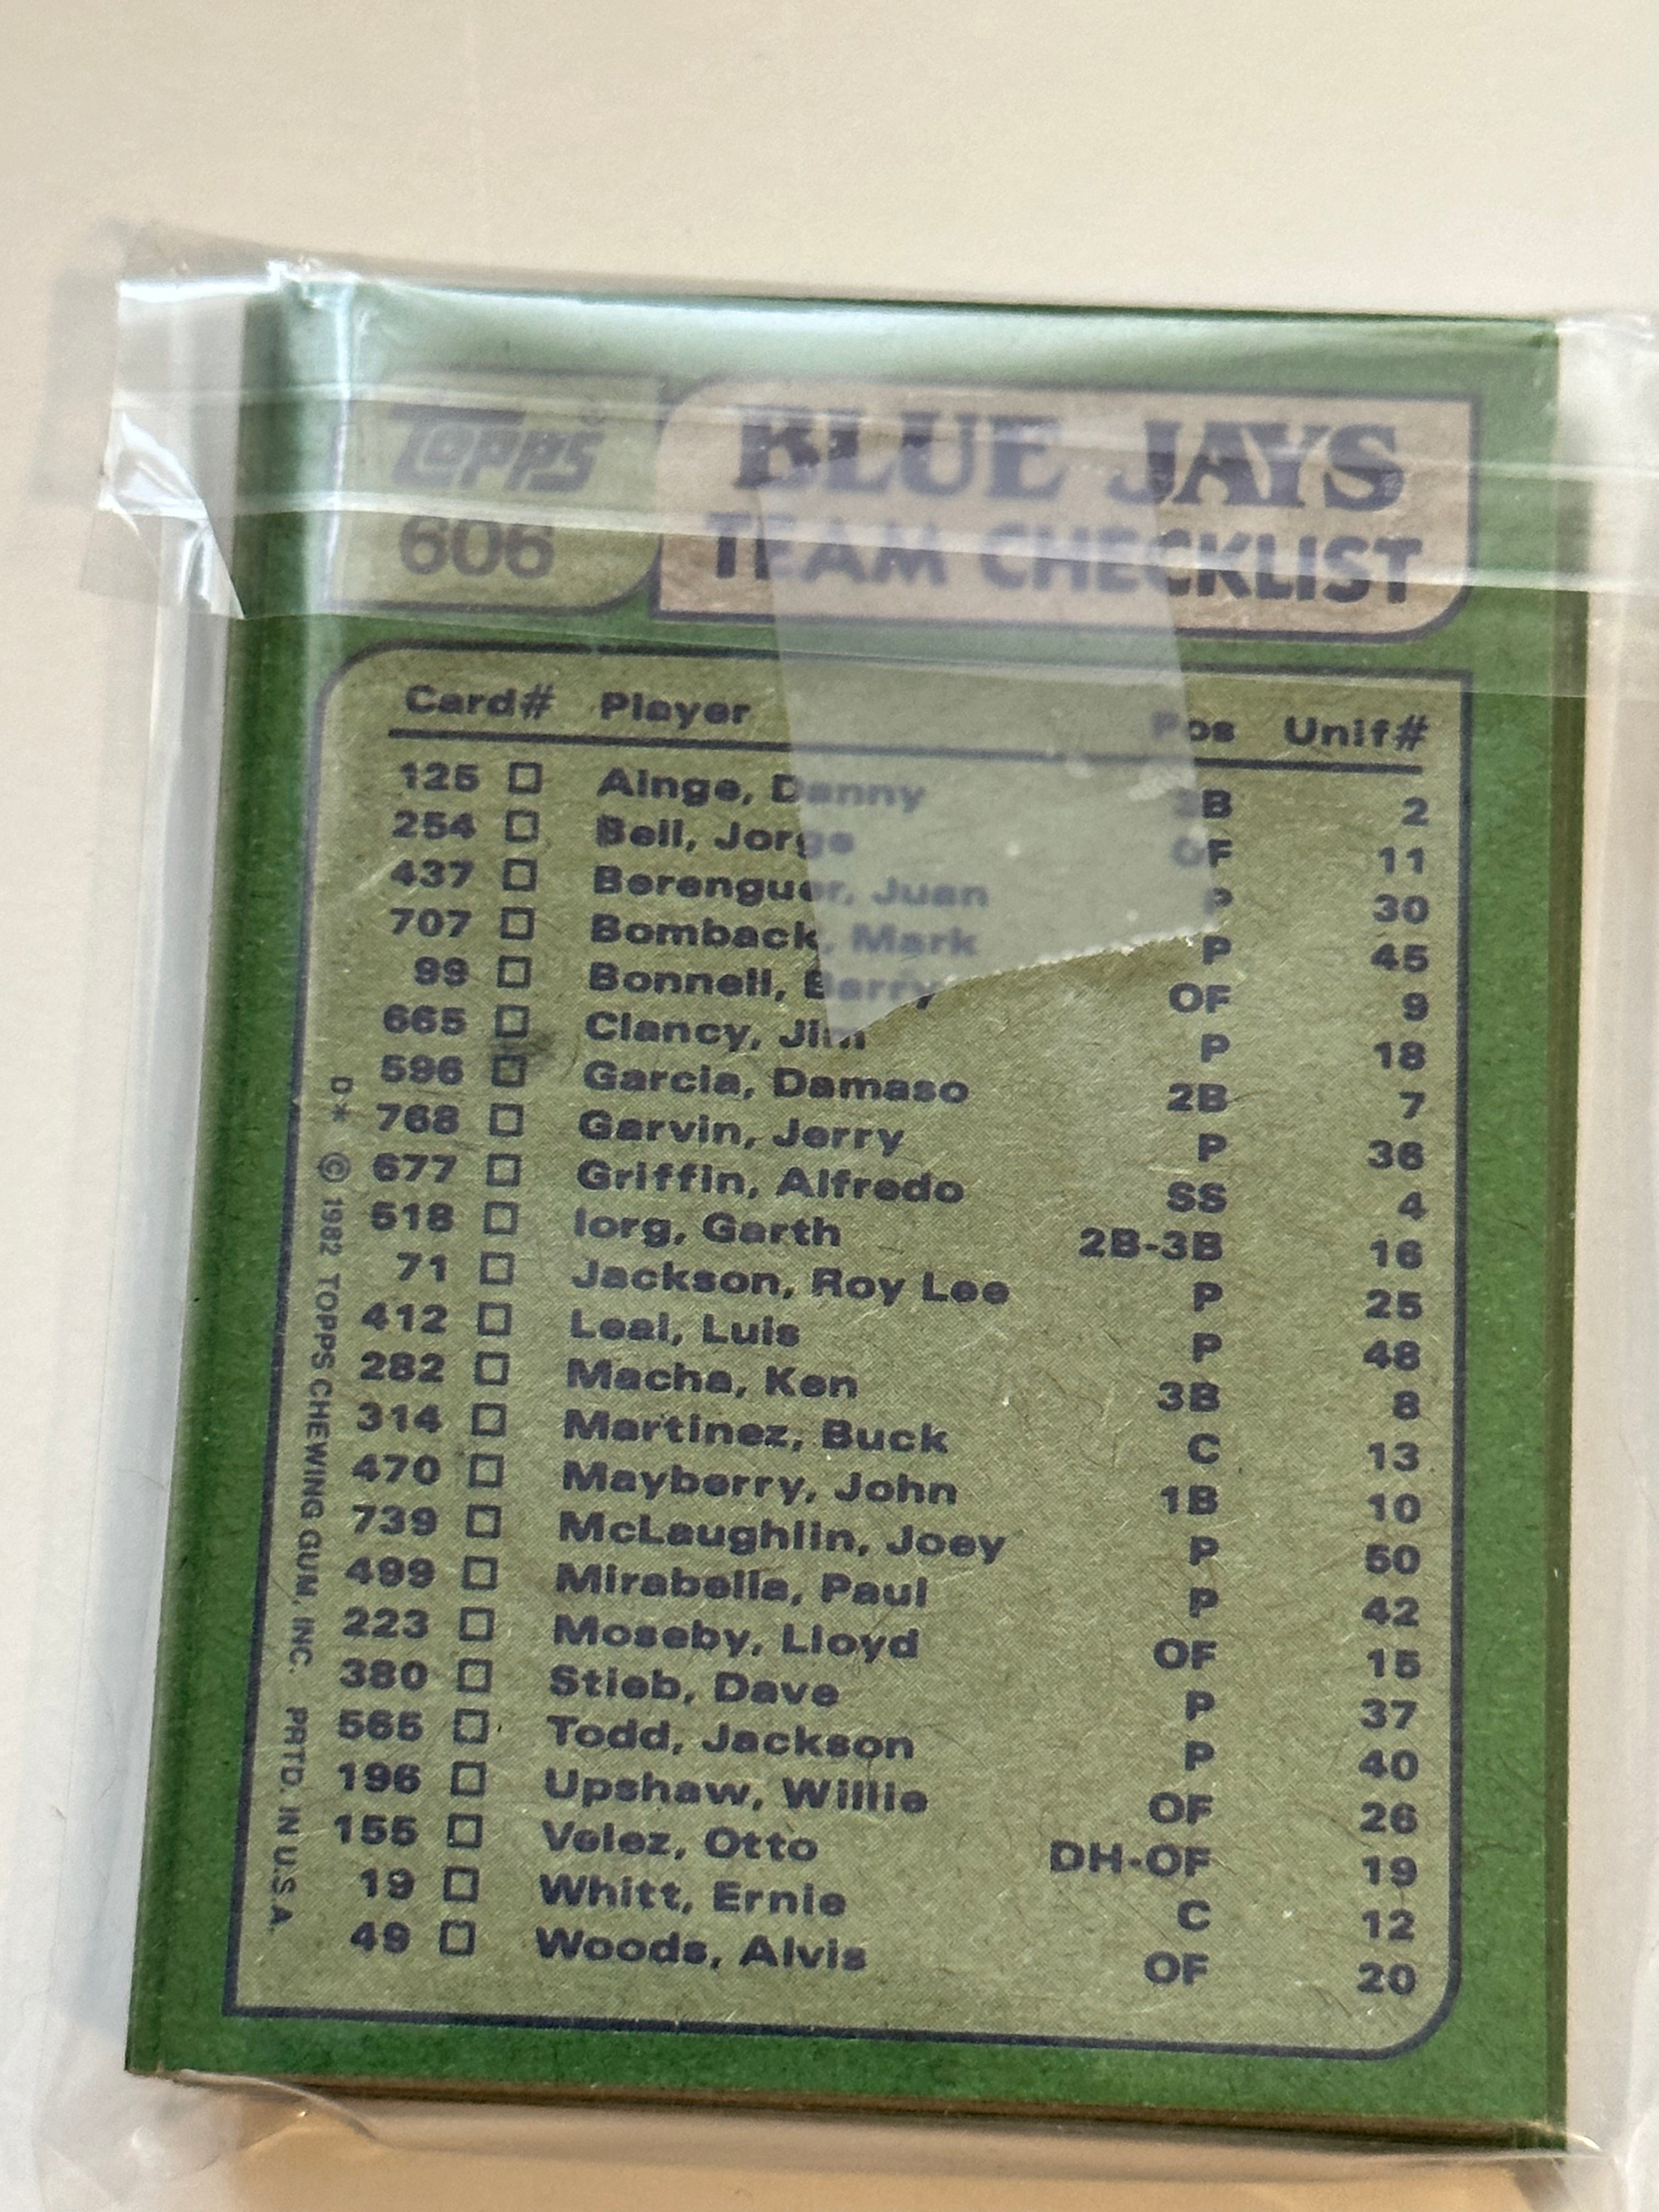 Topps
606
BLUE JAYS
TEAM CHECKLIST
Card# Player Pos Unif#
125 Ainge, Danny 3B 2
254 Bell, Jorge OF 11
437 Berenguer, Juan P 30
707 Bomback, Mark P 45
99 Bonnell, Barry OF 9
665 Clancy, Jim P 18
596 Garcia, Damaso 2B 7
768 Garvin, Jerry P 36
677 Griffin, Alfredo SS 4
518 Iorg, Garth 2B-3B 16
71 Jackson, Roy Lee P 25
412 Leal, Luis P 48
282 Macha, Ken 3B 8
314 Martinez, Buck C 13
470 Mayberry, John 1B 10
739 McLaughlin, Joey P 50
499 Mirabella, Paul P 42
223 Moseby, Lloyd OF 15
380 Stieb, Dave P 37
565 Todd, Jackson P 40
196 Upshaw, Willie OF 26
155 Velez, Otto DH-OF 19
19 Whitt, Ernie C 12
49 Woods, Alvis OF 20
D* © 1982 TOPPS CHEWING GUM, INC. PRTD. IN U.S.A.